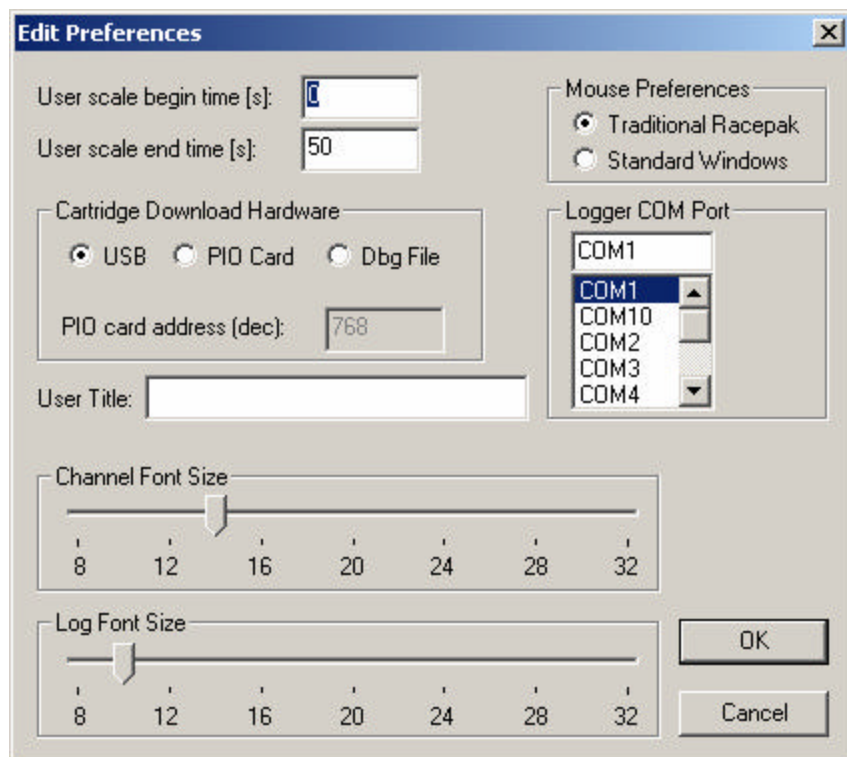 Edit Preferences
User scale begin time [s]: 0
User scale end time [s]: 50
Mouse Preferences
Traditional Racepak
Standard Windows
Cartridge Download Hardware
USB PIO Card Dbg File
PIO card address (dec): 768
Logger COM Port
COM1
COM1
COM10
COM2
COM3
COM4
User Title:
Channel Font Size
8 12 16 20 24 28 32
Log Font Size
8 12 16 20 24 28 32
OK
Cancel